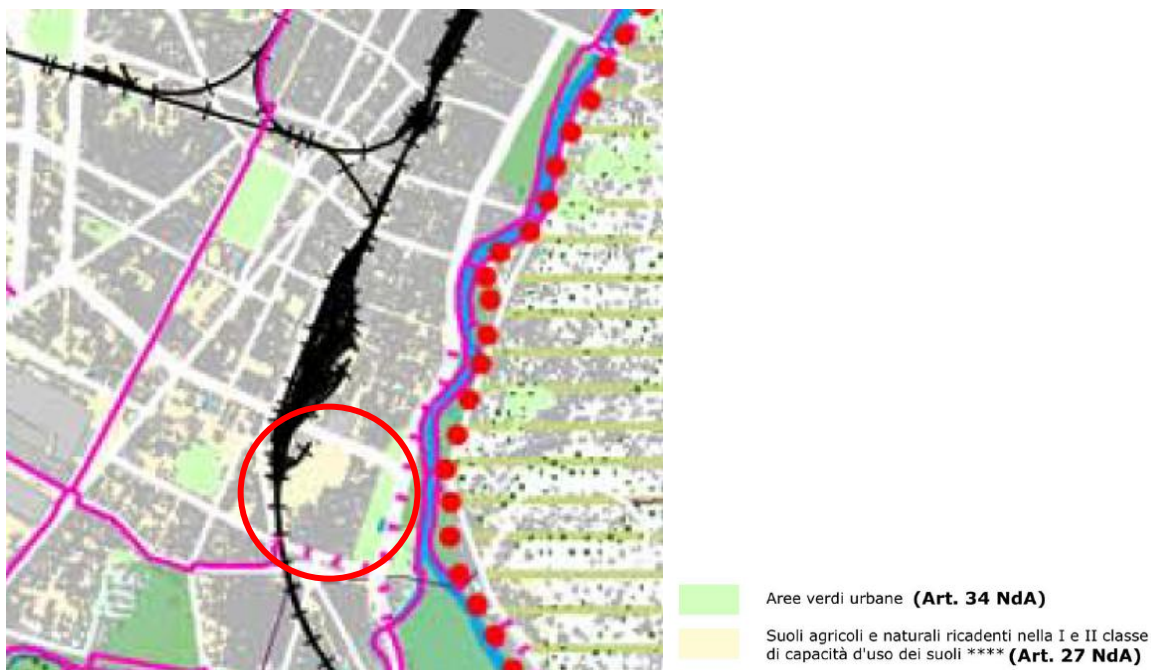 Aree verdi urbane (Art. 34 NdA)
Suoli agricoli e naturali ricadenti nella I e II classe
di capacità d'uso dei suoli **** (Art. 27 NdA)